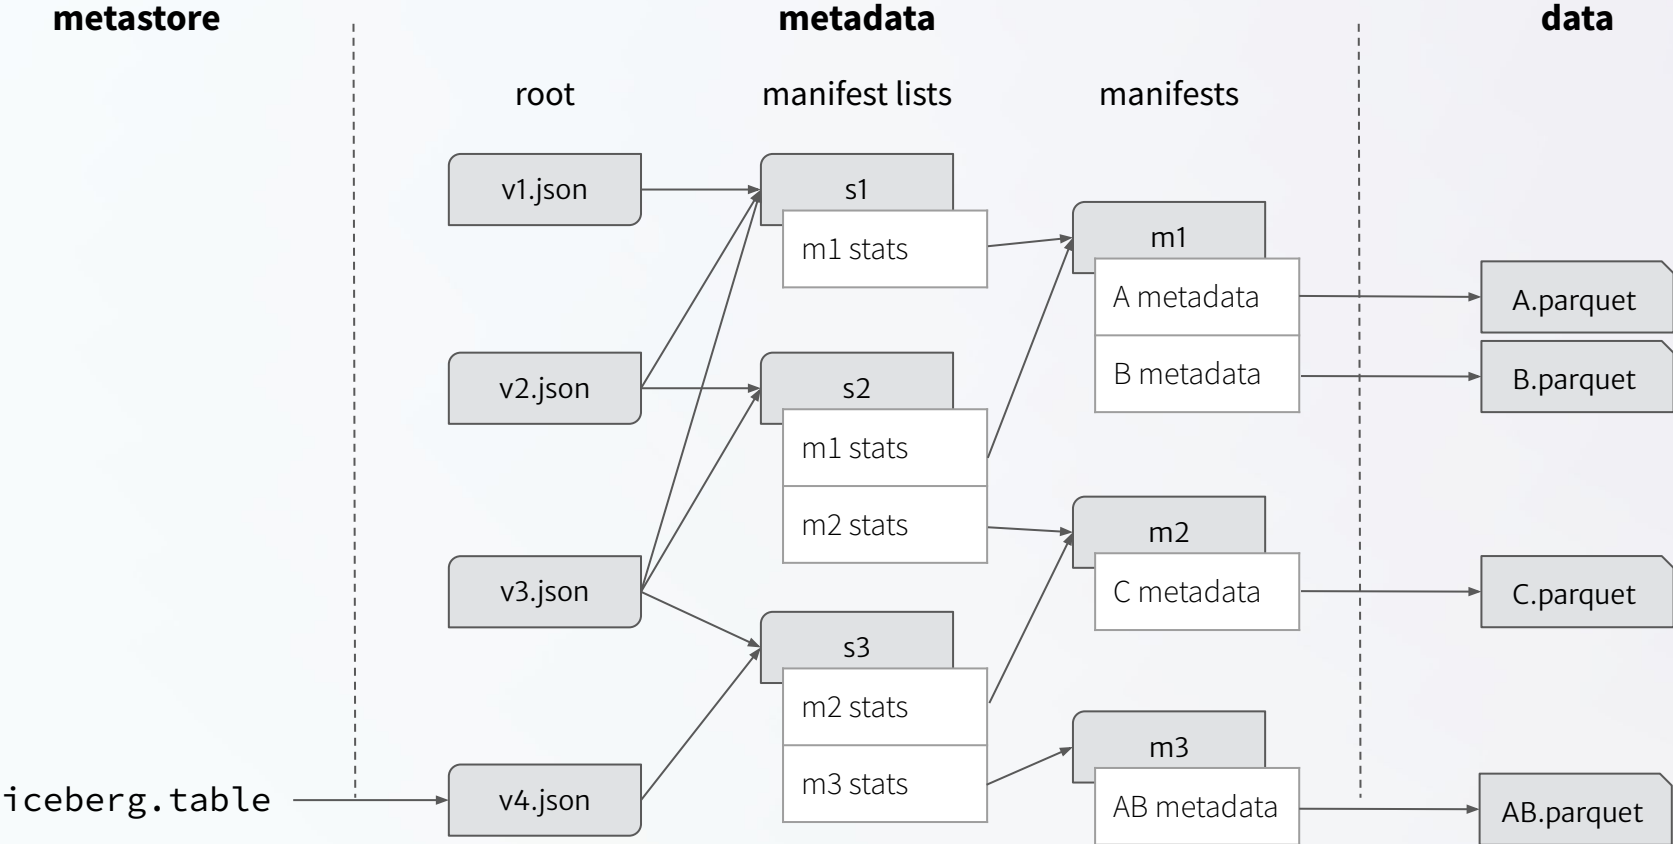 metastore
metadata
data
root
manifest lists
manifests
v1.json
s1
m1 stats
m1
A metadata
A.parquet
B metadata
B.parquet
v2.json
s2
m1 stats
m2 stats
m2
C metadata
C.parquet
v3.json
s3
m2 stats
m3 stats
m3
AB metadata
AB.parquet
iceberg.table
v4.json